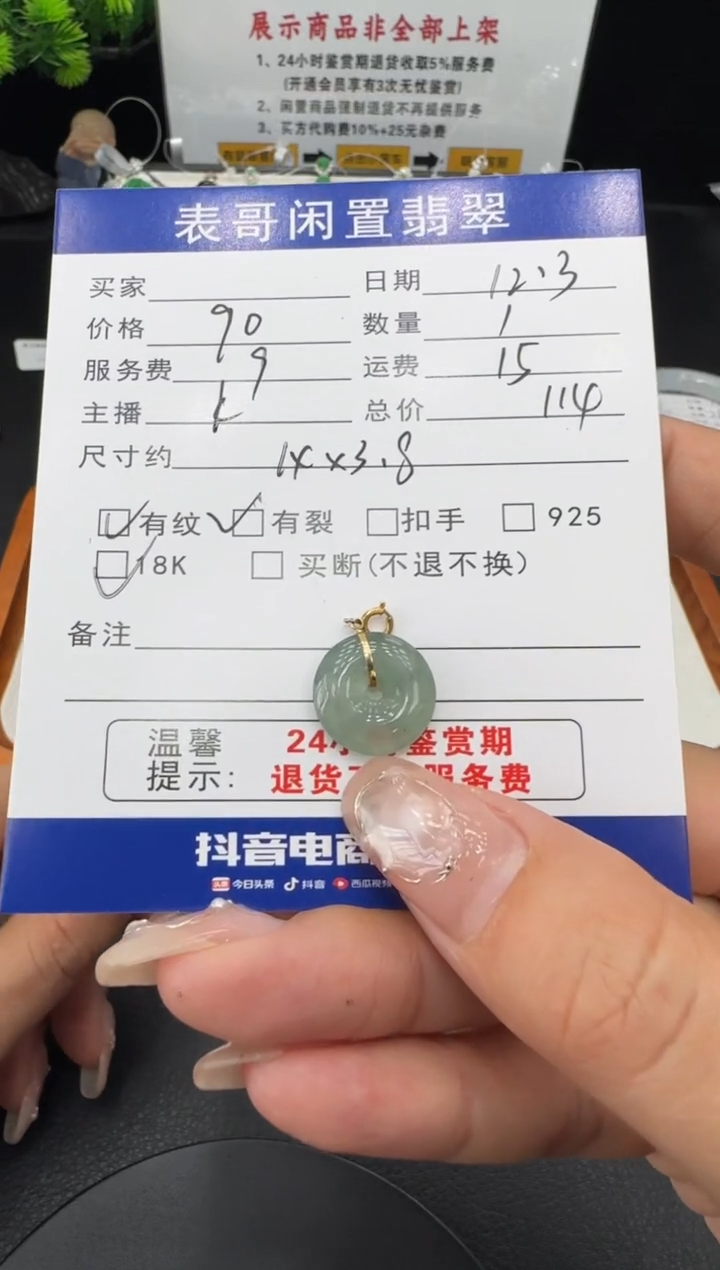 展示商品非全部上架
1、24小时鉴赏期退货收取5%服务费
(开通会员享有3次无忧鉴赏)
2、闲置商品强制退货不再提供服务
3、买方代购费10%+25元杂费
表哥闲置翡翠
买家 日期 12.3
价格 90 数量 1
服务费 9 运费 15
主播 总价 114
尺寸约 14x3.8
有纹 有裂 扣手 925
18K 买断(不退不换)
备注
温馨 24小 鉴赏期
提示: 退货 服务费
抖音电商
头条 今日头条 抖音 西瓜视频